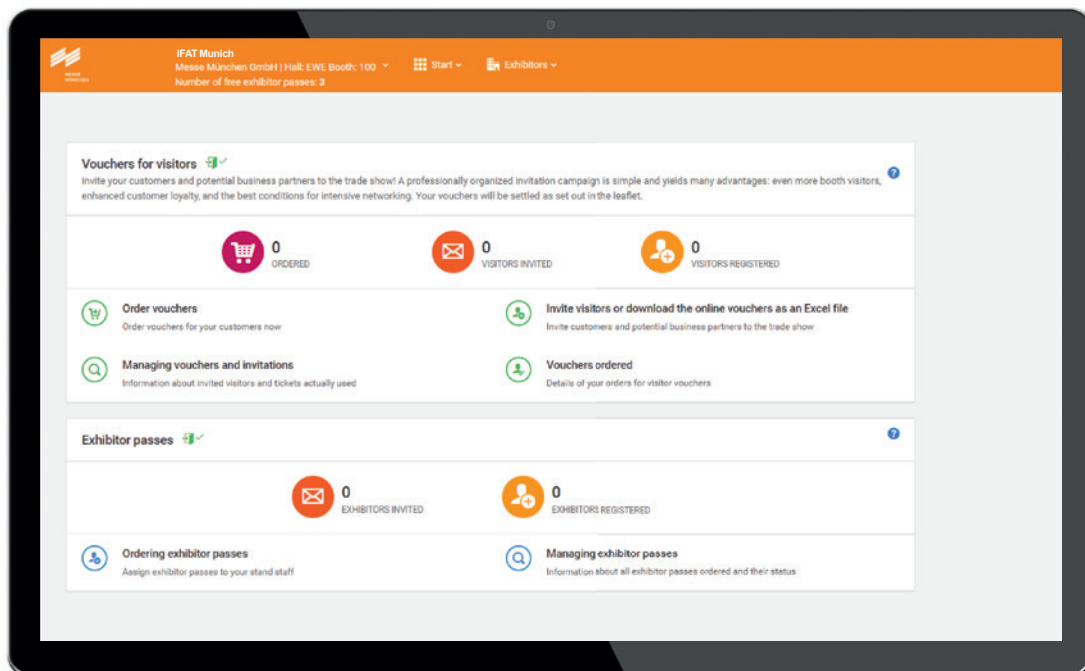 IFAT Munich
Messe München GmbH | Hall: EWE Booth: 100
Number of free exhibitor passes: 3
Start
Exhibitors
MESSE
MÜNCHEN
Vouchers for visitors
Invite your customers and potential business partners to the trade show! A professionally organized invitation campaign is simple and yields many advantages: even more booth visitors,
enhanced customer loyalty, and the best conditions for intensive networking. Your vouchers will be settled as set out in the leaflet.
0
ORDERED
0
VISITORS INVITED
0
VISITORS REGISTERED
Order vouchers
Order vouchers for your customers now
Invite visitors or download the online vouchers as an Excel file
Invite customers and potential business partners to the trade show
Managing vouchers and invitations
Information about invited visitors and tickets actually used
Vouchers ordered
Details of your orders for visitor vouchers
Exhibitor passes
0
EXHIBITORS INVITED
0
EXHIBITORS REGISTERED
Ordering exhibitor passes
Assign exhibitor passes to your stand staff
Managing exhibitor passes
Information about all exhibitor passes ordered and their status